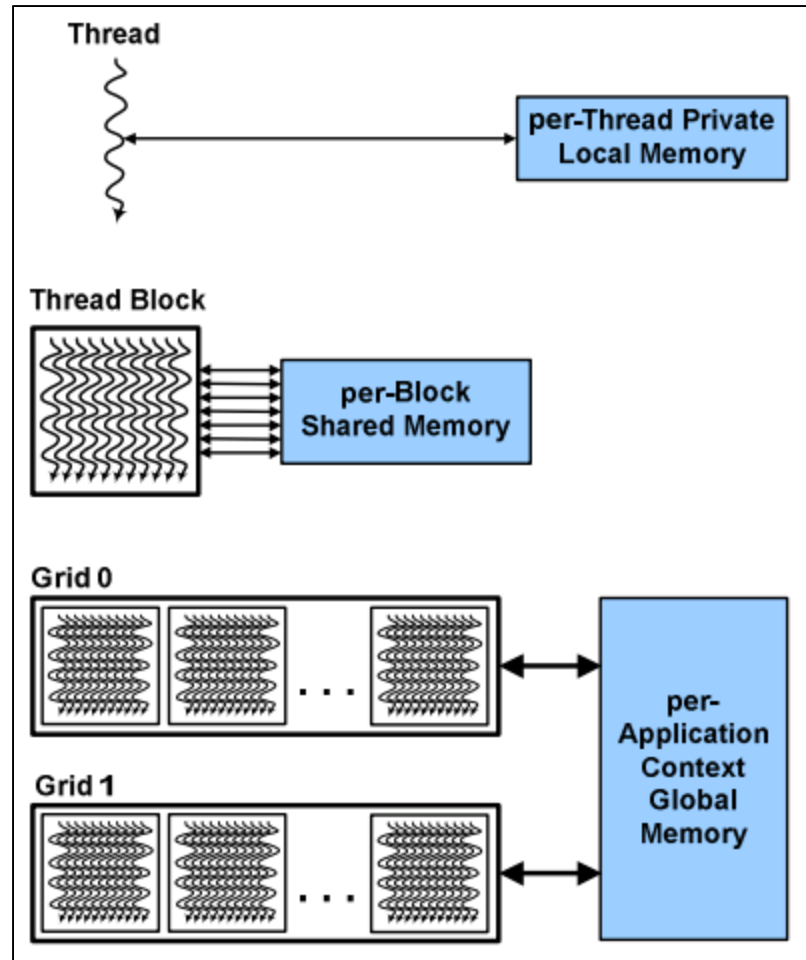 Thread
per-Thread Private
Local Memory
Thread Block
per-Block
Shared Memory
Grid 0
. . .
per-
Application
Context
Global
Memory
Grid 1
. . .